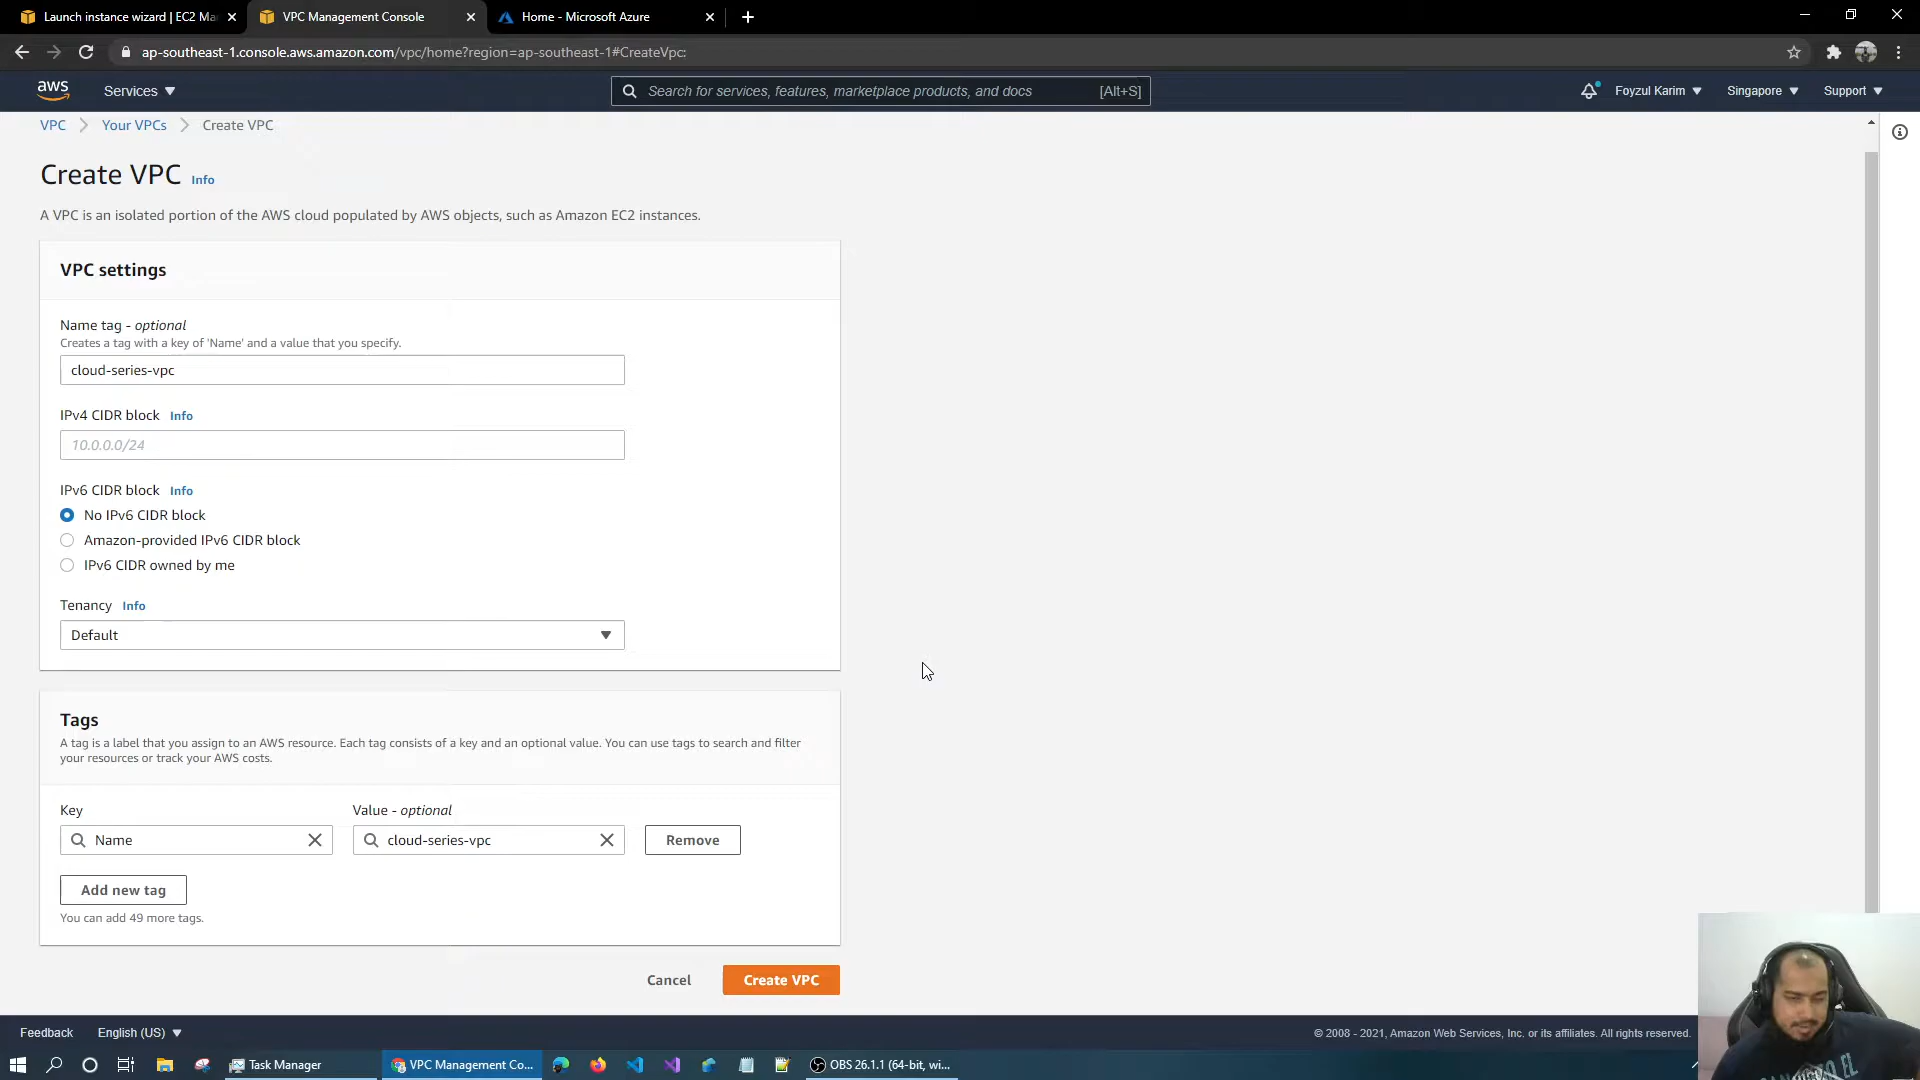 Launch instance wizard | EC2 Ma
VPC Management Console
Home - Microsoft Azure
ap-southeast-1.console.aws.amazon.com/vpc/home?region=ap-southeast-1#CreateVpc:
aws
Services
Search for services, features, marketplace products, and docs
[Alt+S]
Foyzul Karim
Singapore
Support
VPC
Your VPCs
Create VPC
Create VPC
Info
A VPC is an isolated portion of the AWS cloud populated by AWS objects, such as Amazon EC2 instances.
VPC settings
Name tag - optional
Creates a tag with a key of 'Name' and a value that you specify.
cloud-series-vpc
IPv4 CIDR block Info
10.0.0.0/24
IPv6 CIDR block Info
No IPv6 CIDR block
Amazon-provided IPv6 CIDR block
IPv6 CIDR owned by me
Tenancy Info
Default
Tags
A tag is a label that you assign to an AWS resource. Each tag consists of a key and an optional value. You can use tags to search and filter
your resources or track your AWS costs.
Key
Value - optional
Name
cloud-series-vpc
Remove
Add new tag
You can add 49 more tags.
Cancel
Create VPC
Feedback
English (US)
© 2008 - 2021, Amazon Web Services, Inc. or its affiliates. All rights reserved.
Task Manager
VPC Management Co...
OBS 26.1.1 (64-bit, wi...